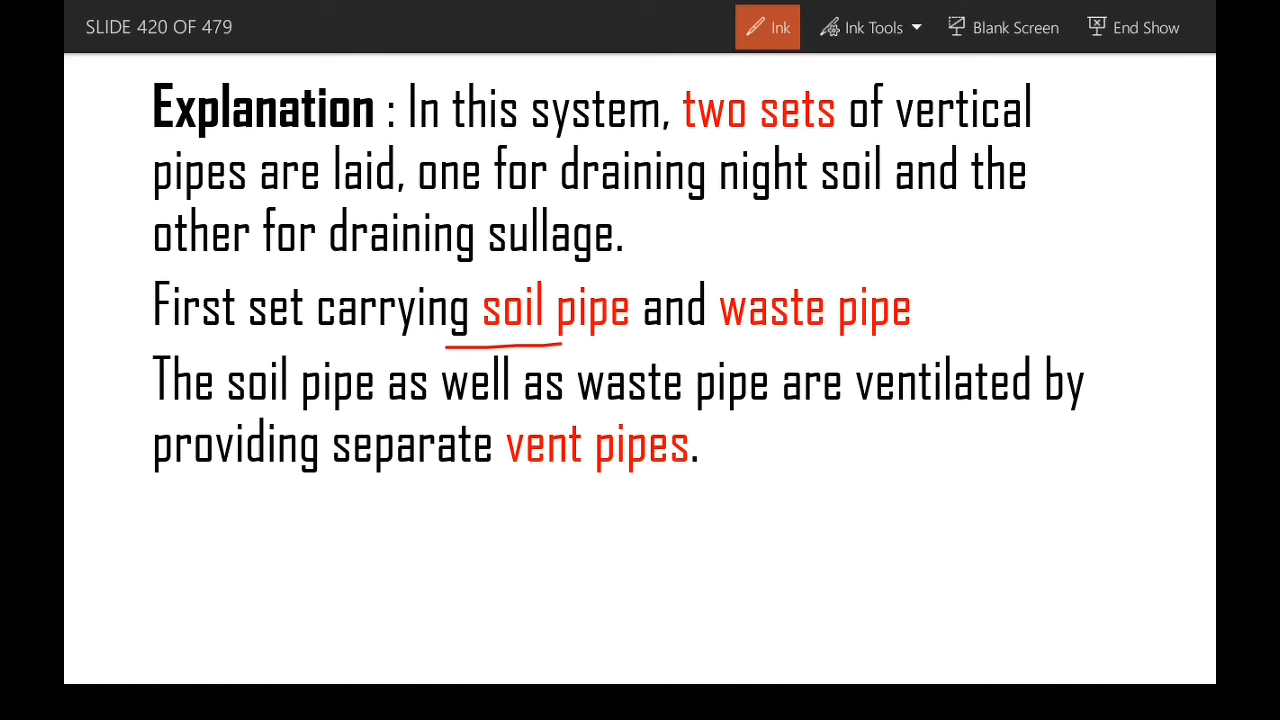 SLIDE 420 OF 479
Ink
Ink Tools
Blank Screen
End Show
Explanation : In this system, two sets of vertical
pipes are laid, one for draining night soil and the
other for draining sullage.
First set carrying soil pipe and waste pipe
The soil pipe as well as waste pipe are ventilated by
providing separate vent pipes.